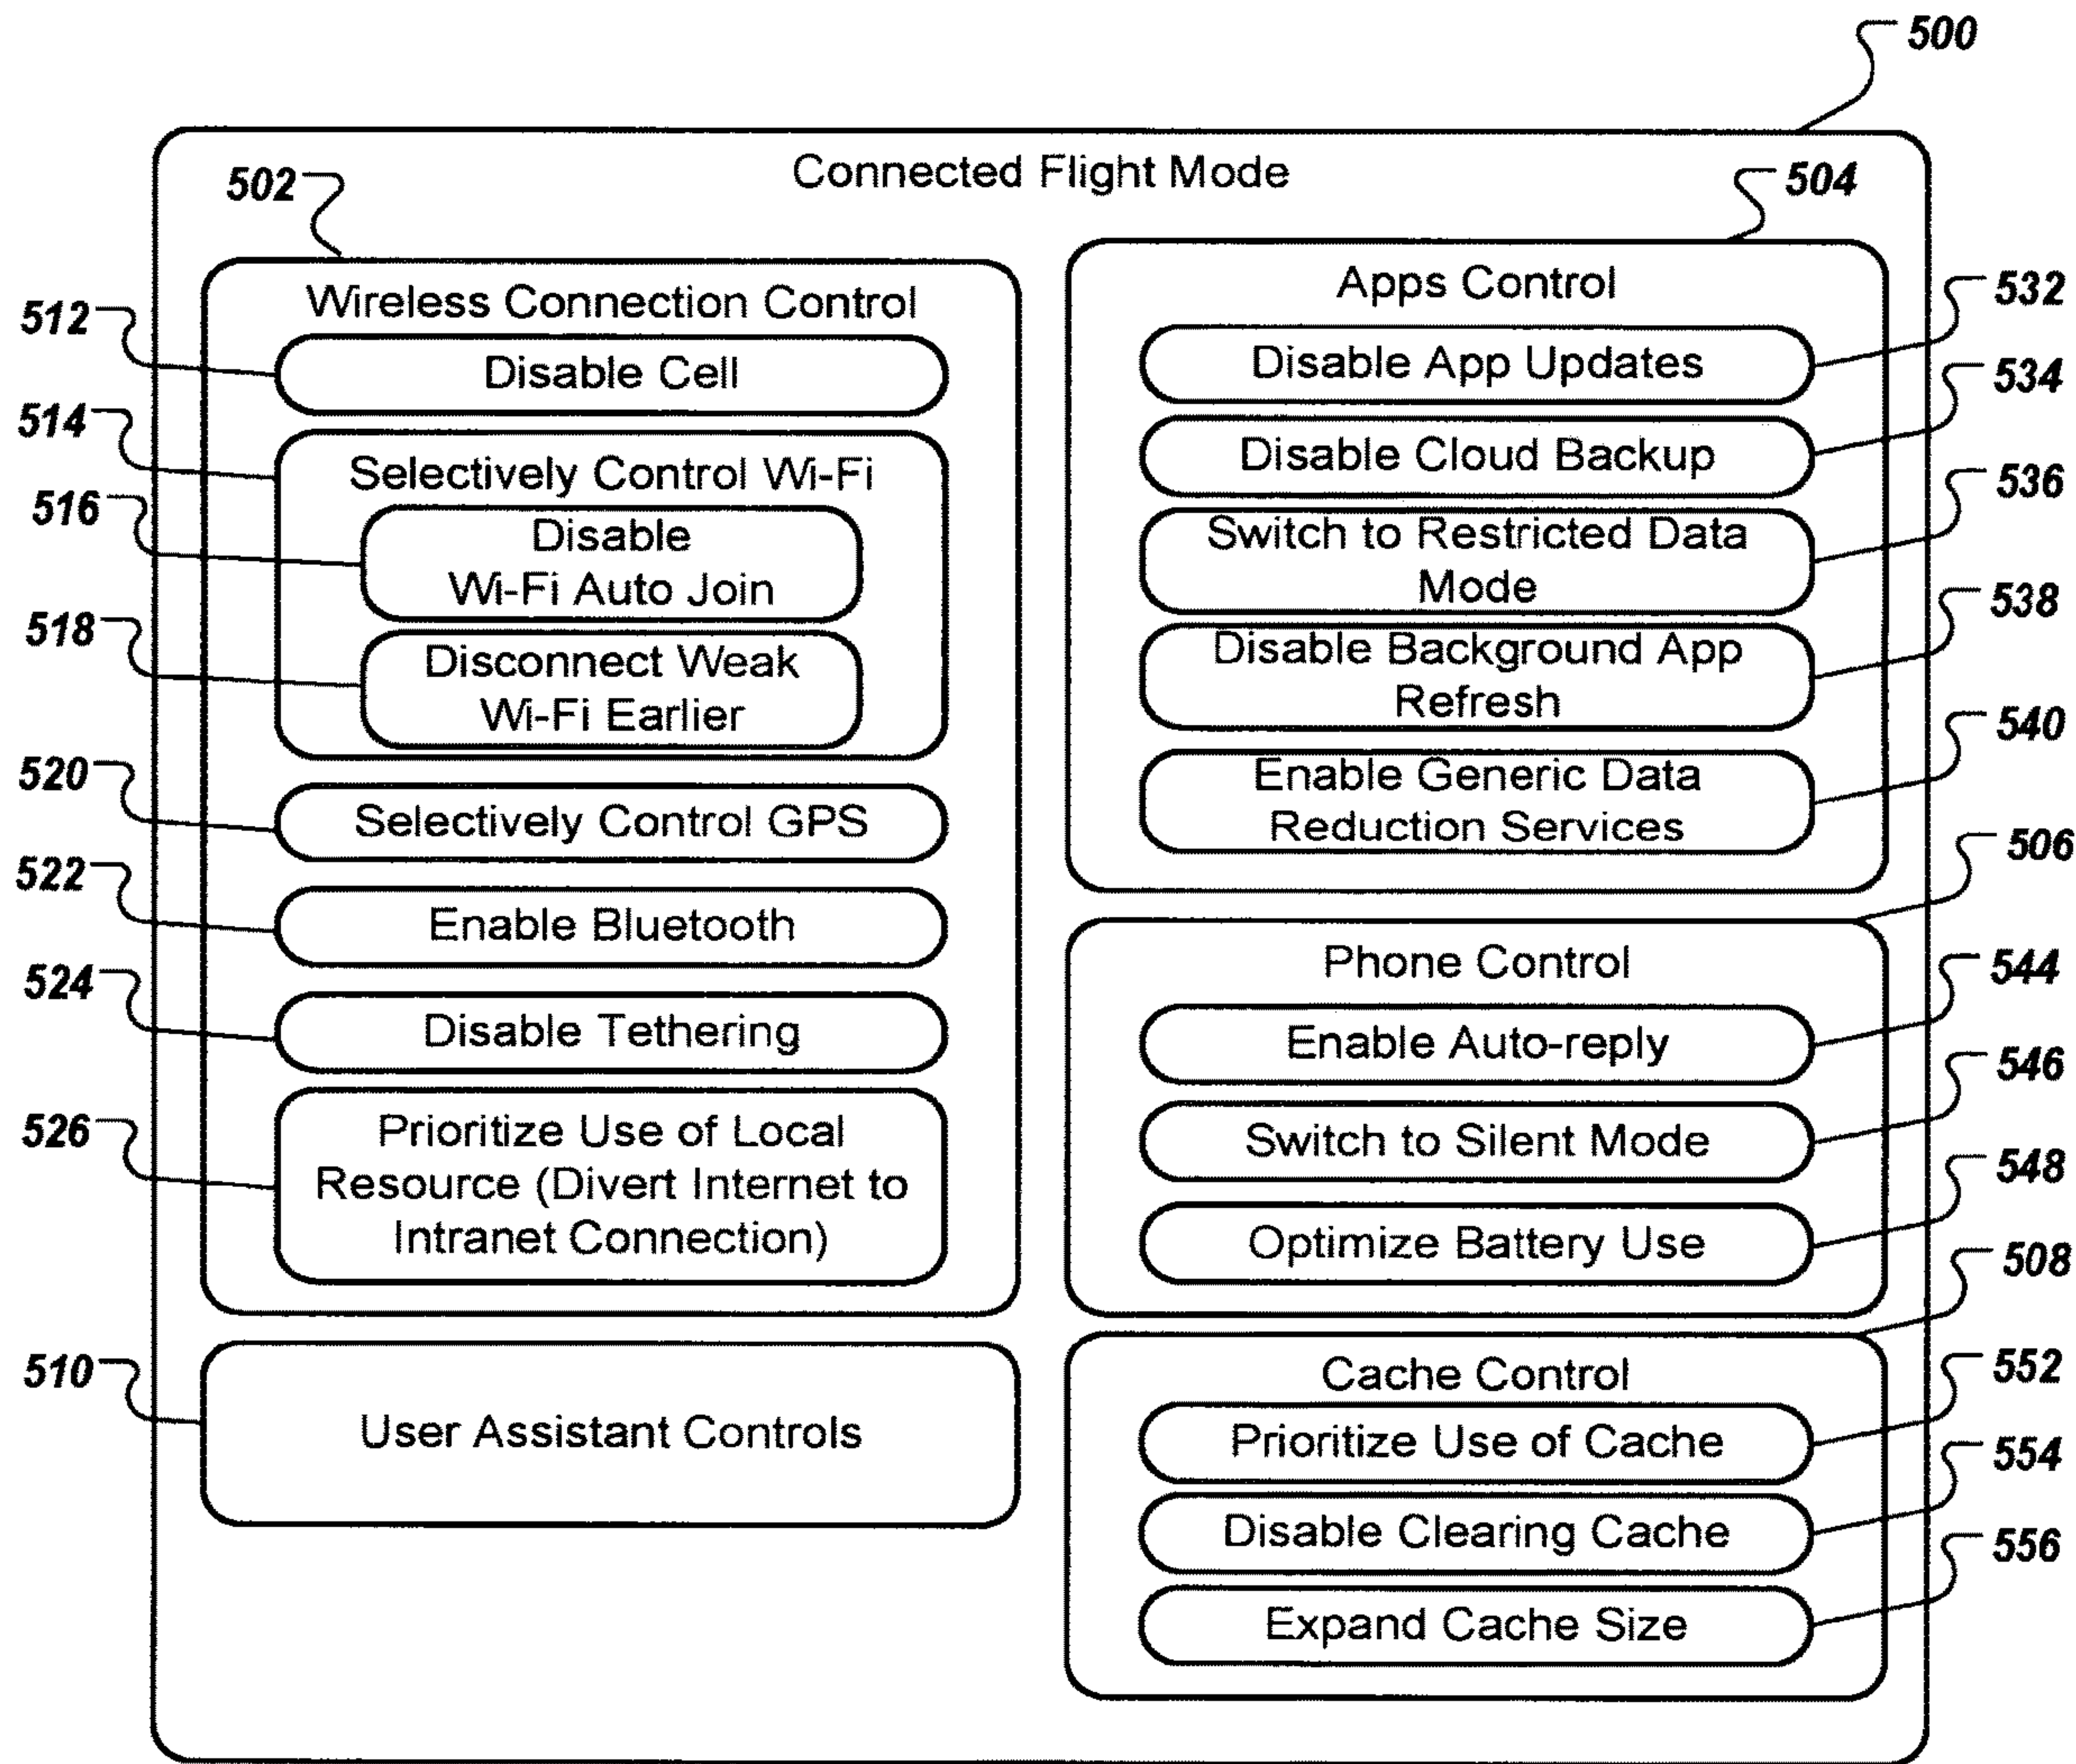 500
Connected Flight Mode
502
Wireless Connection Control
512
Disable Cell
514
Selectively Control Wi-Fi
516
Disable
Wi-Fi Auto Join
518
Disconnect Weak
Wi-Fi Earlier
520
Selectively Control GPS
522
Enable Bluetooth
524
Disable Tethering
526
Prioritize Use of Local
Resource (Divert Internet to
Intranet Connection)
510
User Assistant Controls
504
Apps Control
532
Disable App Updates
534
Disable Cloud Backup
536
Switch to Restricted Data
Mode
538
Disable Background App
Refresh
540
Enable Generic Data
Reduction Services
506
Phone Control
544
Enable Auto-reply
546
Switch to Silent Mode
548
Optimize Battery Use
508
Cache Control
552
Prioritize Use of Cache
554
Disable Clearing Cache
556
Expand Cache Size